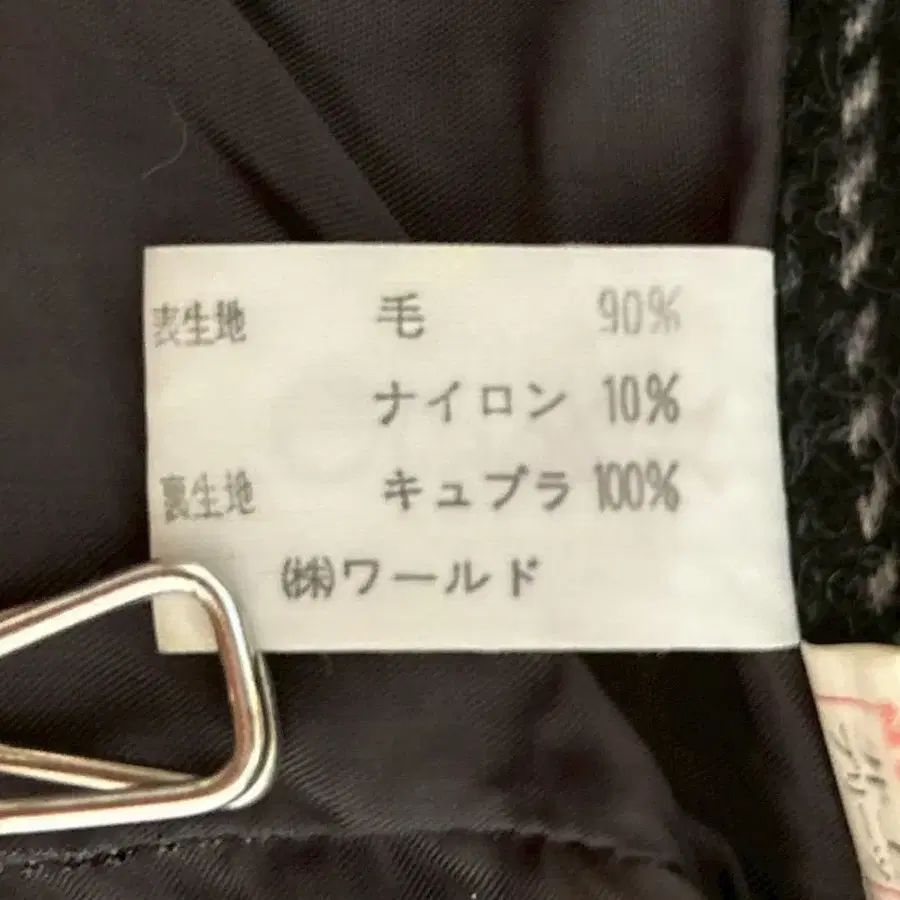 表生地 毛 90%
ナイロン 10%
裏生地 キュプラ 100%
㈱ワールド